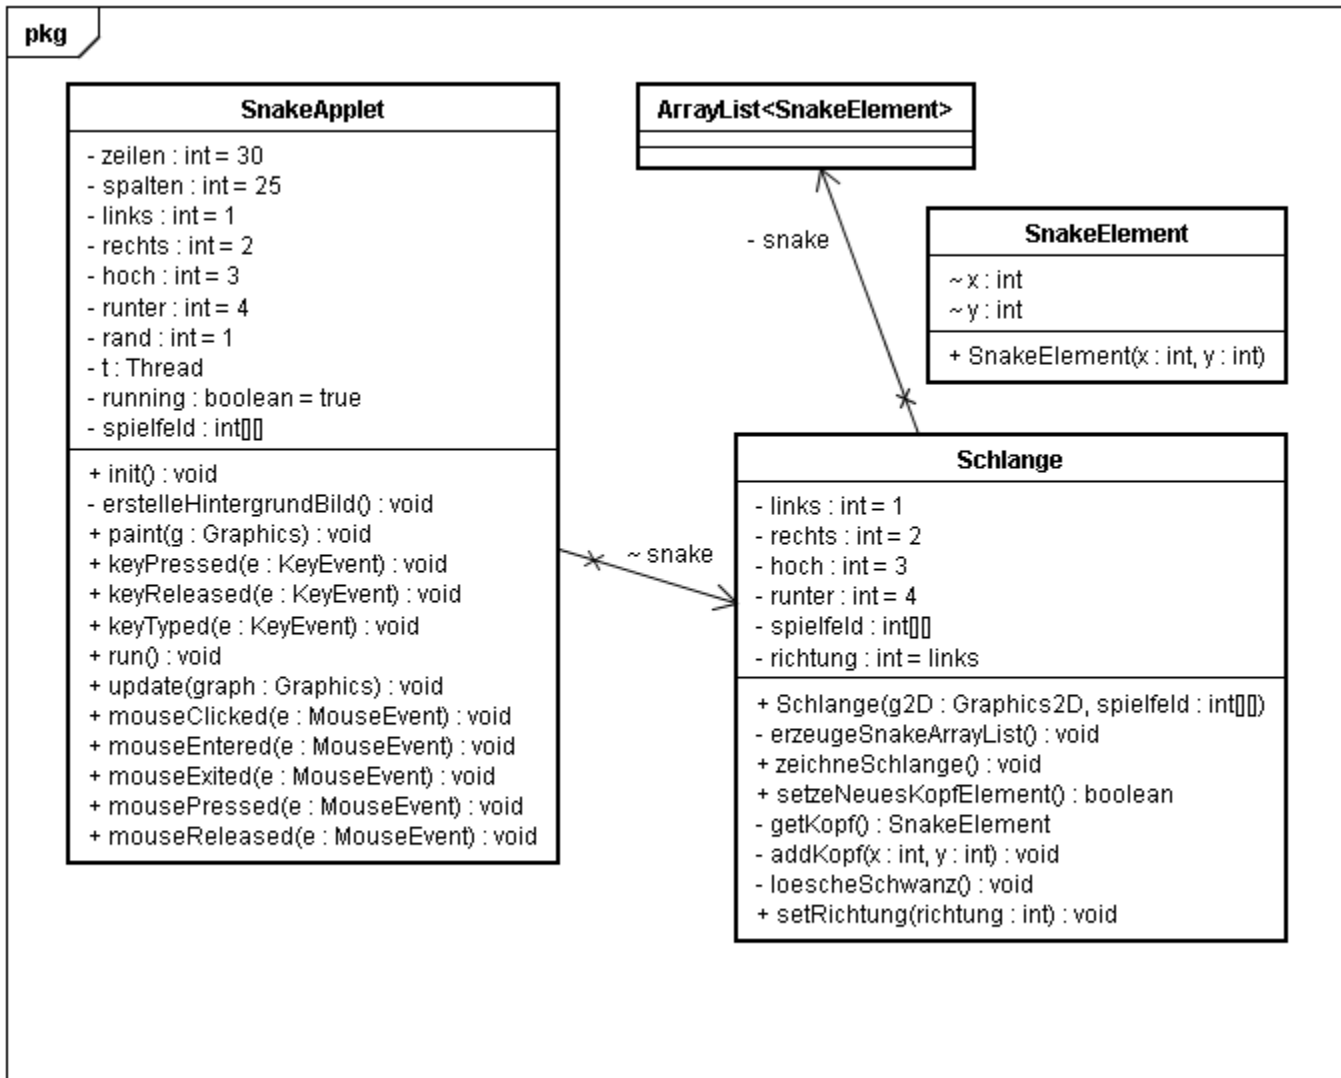 pkg
SnakeApplet
- zeilen : int = 30
- spalten : int = 25
- links : int = 1
- rechts : int = 2
- hoch : int = 3
- runter : int = 4
- rand : int = 1
- t : Thread
- running : boolean = true
- spielfeld : int[][]
+ init() : void
- erstelleHintergrundBild() : void
+ paint(g : Graphics) : void
+ keyPressed(e : KeyEvent) : void
+ keyReleased(e : KeyEvent) : void
+ keyTyped(e : KeyEvent) : void
+ run() : void
+ update(graph : Graphics) : void
+ mouseClicked(e : MouseEvent) : void
+ mouseEntered(e : MouseEvent) : void
+ mouseExited(e : MouseEvent) : void
+ mousePressed(e : MouseEvent) : void
+ mouseReleased(e : MouseEvent) : void
ArrayList<SnakeElement>
- snake
SnakeElement
~ x : int
~ y : int
+ SnakeElement(x : int, y : int)
~ snake
Schlange
- links : int = 1
- rechts : int = 2
- hoch : int = 3
- runter : int = 4
- spielfeld : int[][]
- richtung : int = links
+ Schlange(g2D : Graphics2D, spielfeld : int[][])
- erzeugeSnakeArrayList() : void
+ zeichneSchlange() : void
+ setzeNeuesKopfElement() : boolean
- getKopf() : SnakeElement
- addKopf(x : int, y : int) : void
- loescheSchwanz() : void
+ setRichtung(richtung : int) : void